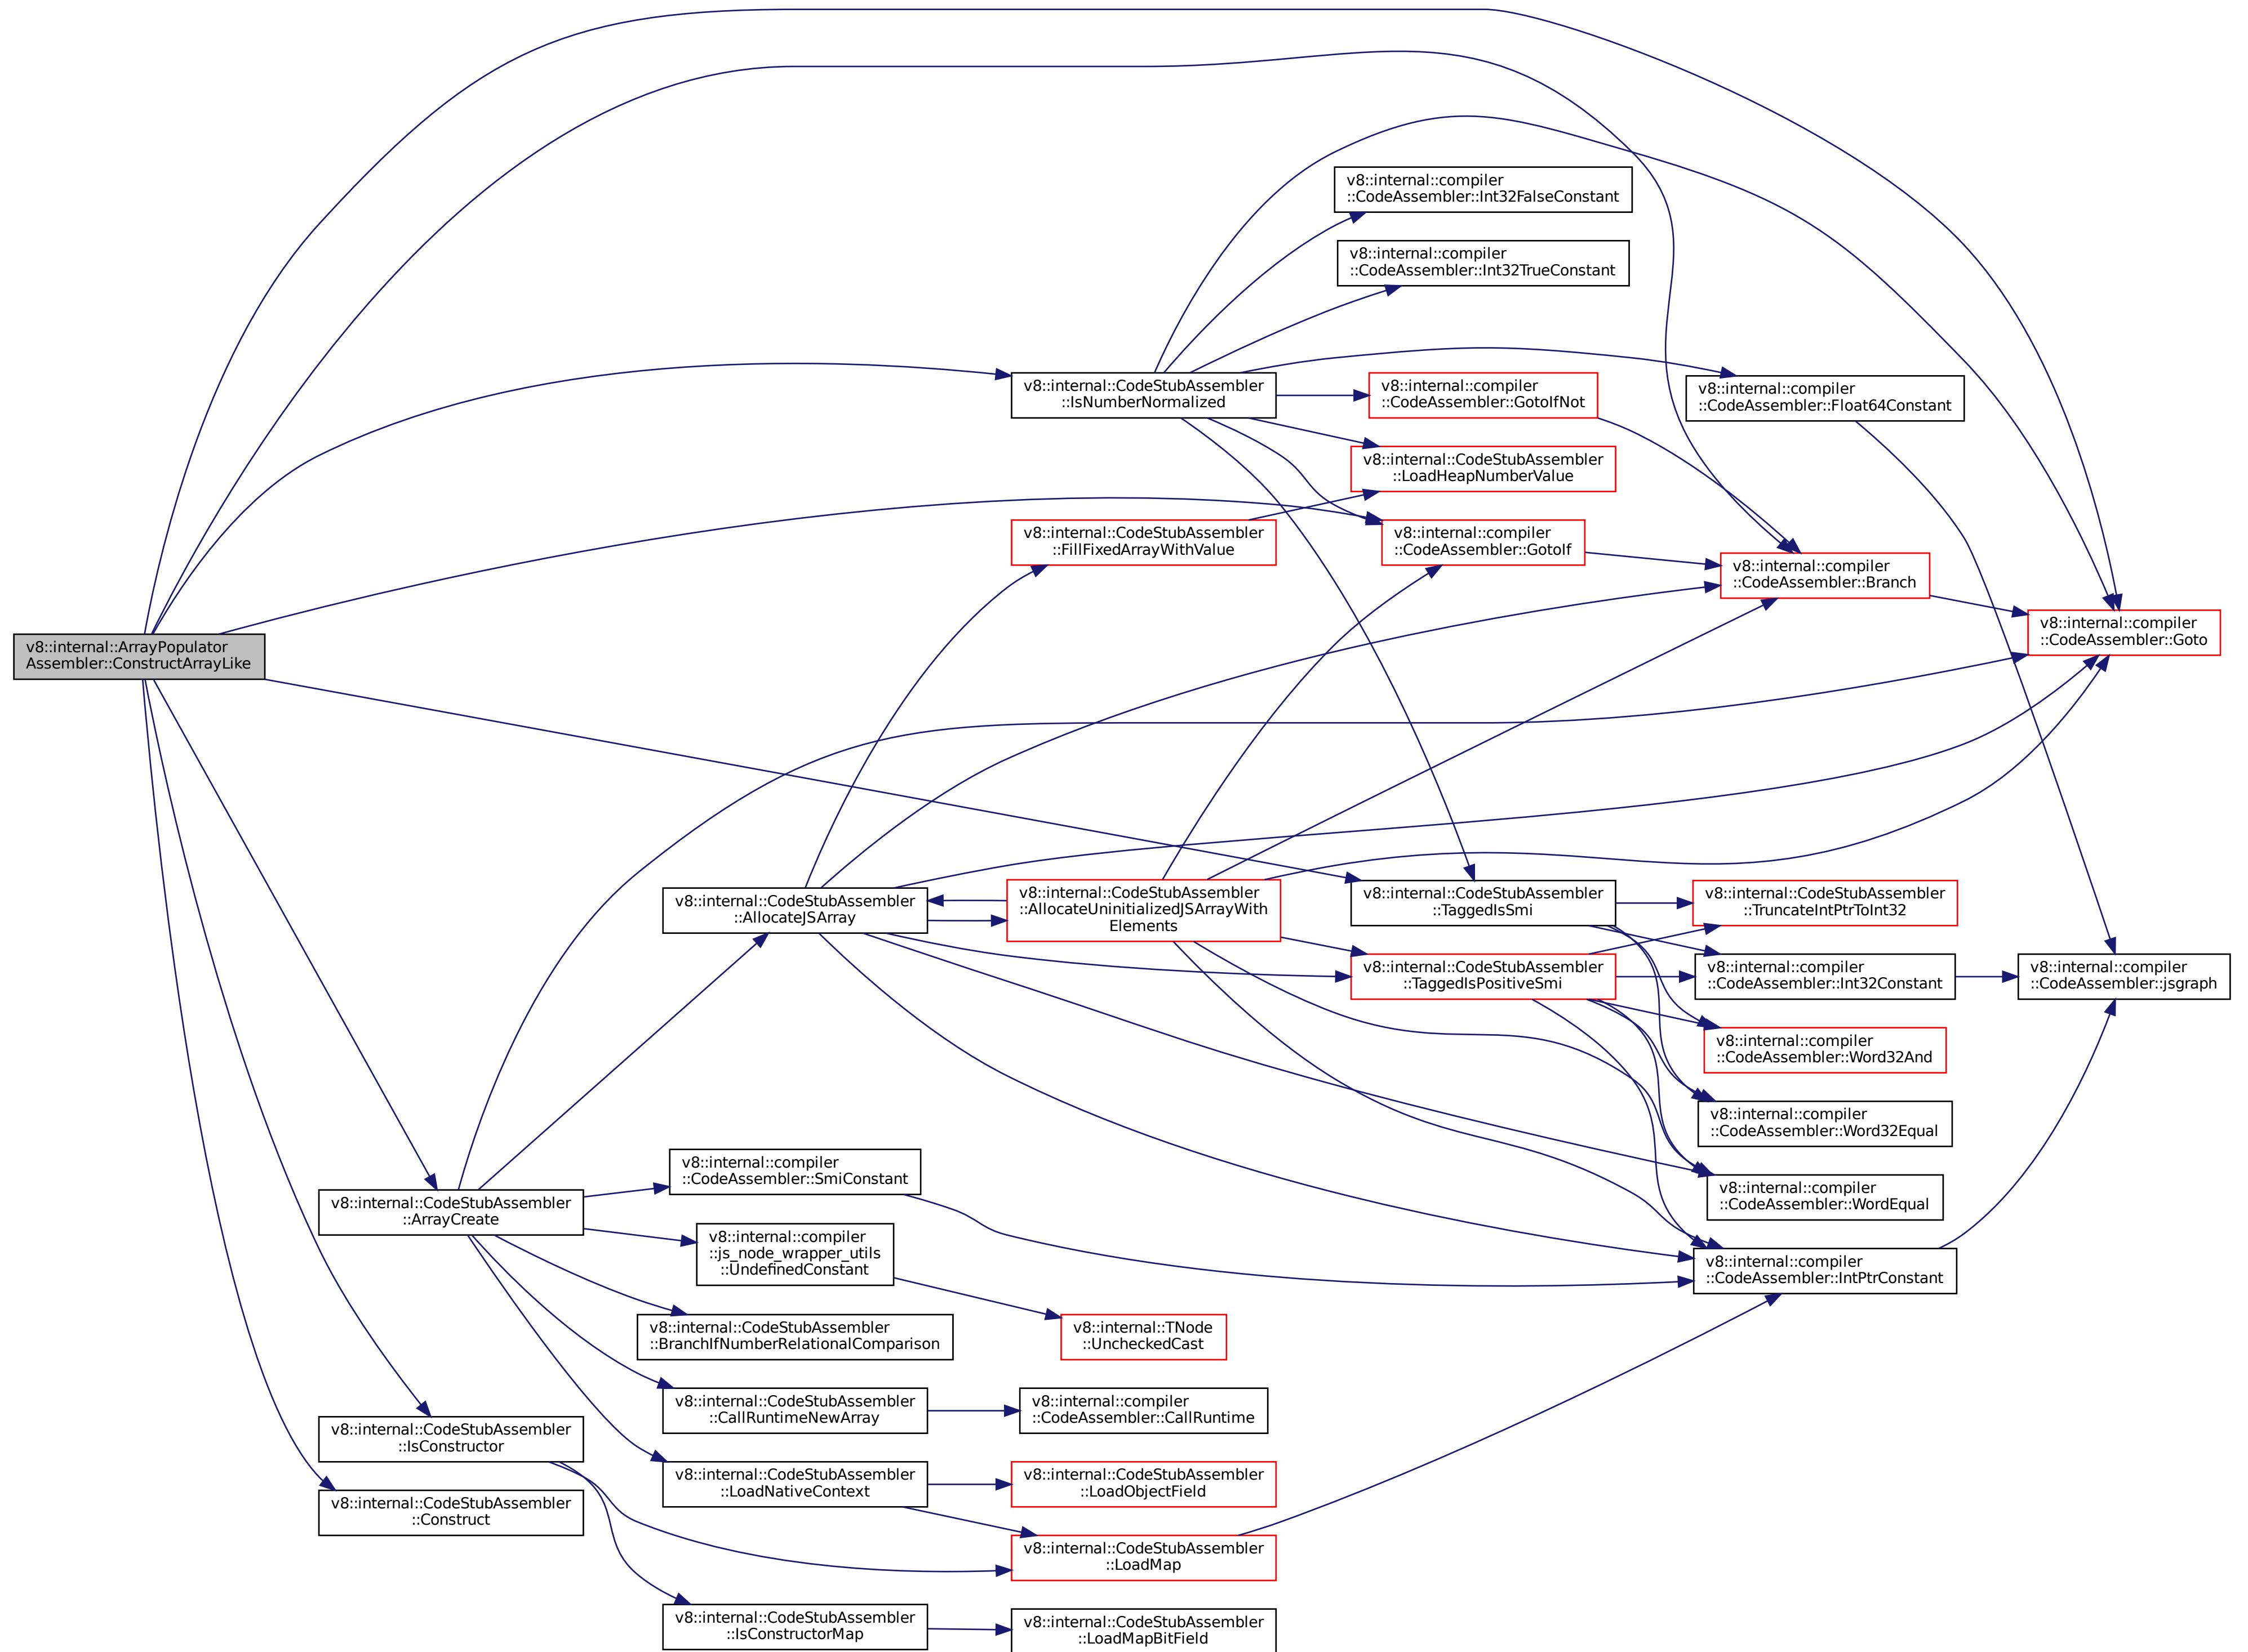 v8::internal::compiler
::CodeAssembler::Int32FalseConstant
v8::internal::compiler
::CodeAssembler::Int32TrueConstant
v8::internal::CodeStubAssembler
::IsNumberNormalized
v8::internal::compiler
::CodeAssembler::GotoIfNot
v8::internal::compiler
::CodeAssembler::Float64Constant
v8::internal::CodeStubAssembler
::LoadHeapNumberValue
v8::internal::CodeStubAssembler
::FillFixedArrayWithValue
v8::internal::compiler
::CodeAssembler::GotoIf
v8::internal::compiler
::CodeAssembler::Branch
v8::internal::compiler
::CodeAssembler::Goto
v8::internal::ArrayPopulator
Assembler::ConstructArrayLike
v8::internal::CodeStubAssembler
::AllocateJSArray
v8::internal::CodeStubAssembler
::AllocateUninitializedJSArrayWith
Elements
v8::internal::CodeStubAssembler
::TaggedIsSmi
v8::internal::CodeStubAssembler
::TruncateIntPtrToInt32
v8::internal::CodeStubAssembler
::TaggedIsPositiveSmi
v8::internal::compiler
::CodeAssembler::Int32Constant
v8::internal::compiler
::CodeAssembler::jsgraph
v8::internal::compiler
::CodeAssembler::Word32And
v8::internal::compiler
::CodeAssembler::Word32Equal
v8::internal::compiler
::CodeAssembler::WordEqual
v8::internal::compiler
::CodeAssembler::SmiConstant
v8::internal::CodeStubAssembler
::ArrayCreate
v8::internal::compiler
::js_node_wrapper_utils
::UndefinedConstant
v8::internal::compiler
::CodeAssembler::IntPtrConstant
v8::internal::CodeStubAssembler
::BranchIfNumberRelationalComparison
v8::internal::TNode
::UncheckedCast
v8::internal::CodeStubAssembler
::CallRuntimeNewArray
v8::internal::compiler
::CodeAssembler::CallRuntime
v8::internal::CodeStubAssembler
::IsConstructor
v8::internal::CodeStubAssembler
::LoadNativeContext
v8::internal::CodeStubAssembler
::LoadObjectField
v8::internal::CodeStubAssembler
::Construct
v8::internal::CodeStubAssembler
::LoadMap
v8::internal::CodeStubAssembler
::IsConstructorMap
v8::internal::CodeStubAssembler
::LoadMapBitField